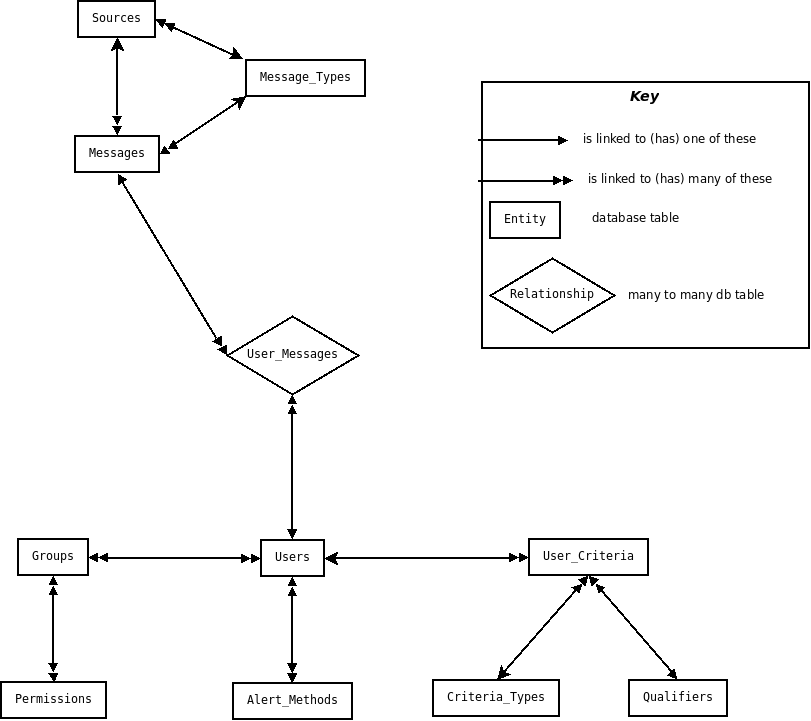 Sources
Message_Types
Key
is linked to (has) one of these
Messages
is linked to (has) many of these
Entity
database table
Relationship
many to many db table
User_Messages
Groups
Users
User_Criteria
Permissions
Alert_Methods
Criteria_Types
Qualifiers